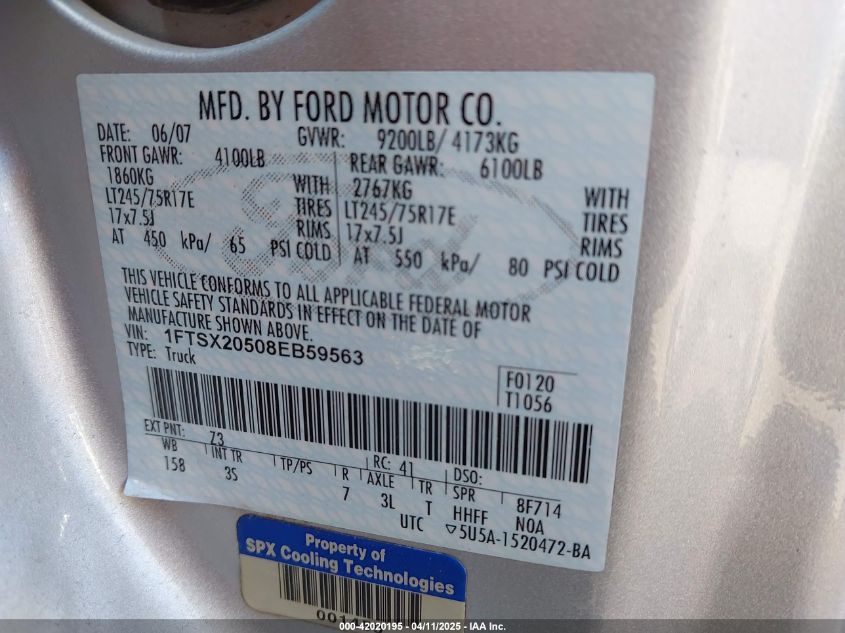 MFD. BY FORD MOTOR CO.
DATE: 06/07 GVWR: 9200LB/ 4173KG
FRONT GAWR: 4100LB REAR GAWR: 6100LB
1860KG WITH 2767KG WITH
LT245/75R17E TIRES LT245/75R17E TIRES
17x7.5J RIMS 17x7.5J RIMS
AT 450 kPa/ 65 PSI COLD AT 550 kPa/ 80 PSI COLD
THIS VEHICLE CONFORMS TO ALL APPLICABLE FEDERAL MOTOR
VEHICLE SAFETY STANDARDS IN EFFECT ON THE DATE OF
MANUFACTURE SHOWN ABOVE.
VIN: 1FTSX20508EB59563
TYPE: Truck
F0120
T1056
EXT PNT: Z3 RC: 41 DSO:
WB INT TR TP/PS R AXLE TR SPR 8F714
158 3S 7 3L T HHFF NOA
UTC ▽5U5A-1520472-BA
Property of
SPX Cooling Technologies
000-42020195 - 04/11/2025 - IAA Inc.